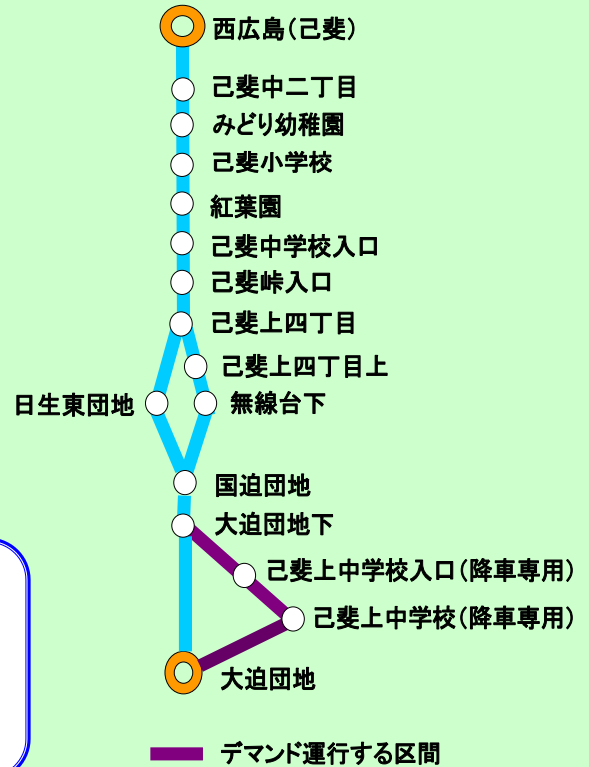 西広島（己斐）
己斐中二丁目
みどり幼稚園
己斐小学校
紅葉園
己斐中学校入口
己斐峠入口
己斐上四丁目
己斐上四丁目上
日生東団地
無線台下
国迫団地
大迫団地下
己斐上中学校入口（降車専用）
己斐上中学校（降車専用）
大迫団地
デマンド運行する区間